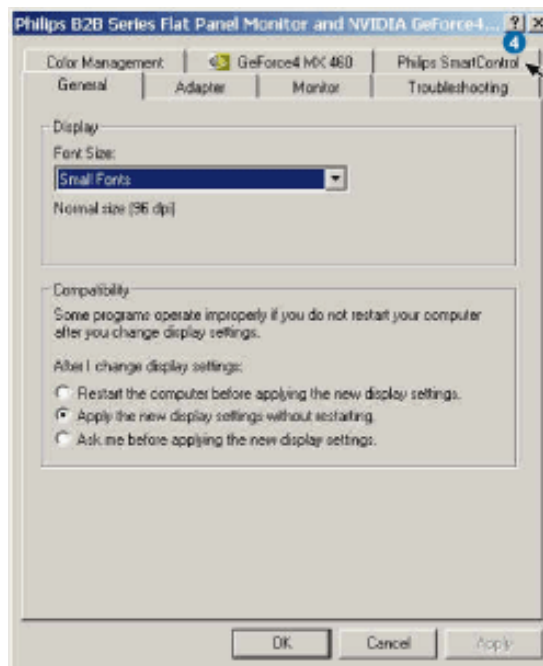 Philips B2B Series Flat Panel Monitor and NVIDIA GeForce4...
4
Color Management GeForce4 MX 460 Philips SmartControl
General Adapter Monitor Troubleshooting
Display
Font Size:
Small Fonts
Normal size (96 dpi)
Compatibility
Some programs operate improperly if you do not restart your computer
after you change display settings.
After I change display settings:
Restart the computer before applying the new display settings.
Apply the new display settings without restarting.
Ask me before applying the new display settings.
OK Cancel Apply